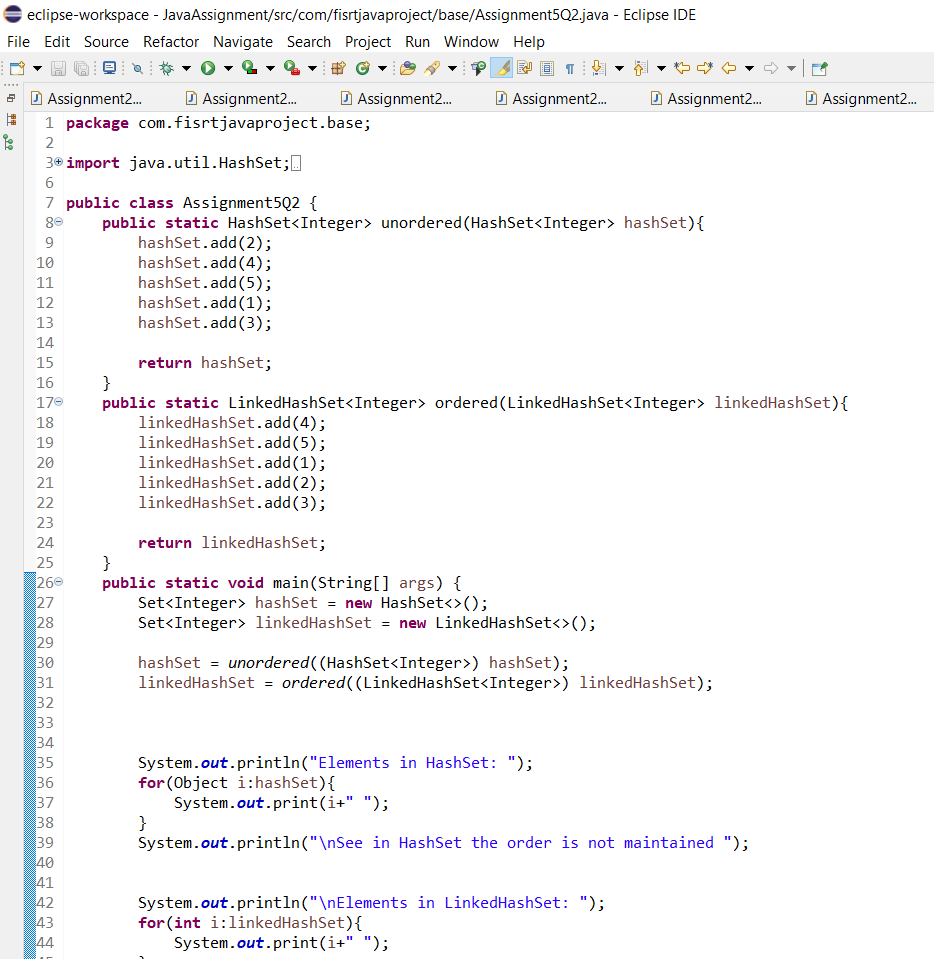 eclipse-workspace - JavaAssignment/src/com/fisrtjavaproject/base/Assignment5Q2.java - Eclipse IDE
File Edit Source Refactor Navigate Search Project Run Window Help
Assignment2... Assignment2... Assignment2... Assignment2... Assignment2... Assignment2...
1 package com.fisrtjavaproject.base;
2
3 import java.util.HashSet;
6
7 public class Assignment5Q2 {
8 public static HashSet<Integer> unordered(HashSet<Integer> hashSet){
9 hashSet.add(2);
10 hashSet.add(4);
11 hashSet.add(5);
12 hashSet.add(1);
13 hashSet.add(3);
14
15 return hashSet;
16 }
17 public static LinkedHashSet<Integer> ordered(LinkedHashSet<Integer> linkedHashSet){
18 linkedHashSet.add(4);
19 linkedHashSet.add(5);
20 linkedHashSet.add(1);
21 linkedHashSet.add(2);
22 linkedHashSet.add(3);
23
24 return linkedHashSet;
25 }
26 public static void main(String[] args) {
27 Set<Integer> hashSet = new HashSet<>();
28 Set<Integer> linkedHashSet = new LinkedHashSet<>();
29
30 hashSet = unordered((HashSet<Integer>) hashSet);
31 linkedHashSet = ordered((LinkedHashSet<Integer>) linkedHashSet);
32
33
34
35 System.out.println("Elements in HashSet: ");
36 for(Object i:hashSet){
37 System.out.print(i+" ");
38 }
39 System.out.println("\nSee in HashSet the order is not maintained ");
40
41
42 System.out.println("\nElements in LinkedHashSet: ");
43 for(int i:linkedHashSet){
44 System.out.print(i+" ");